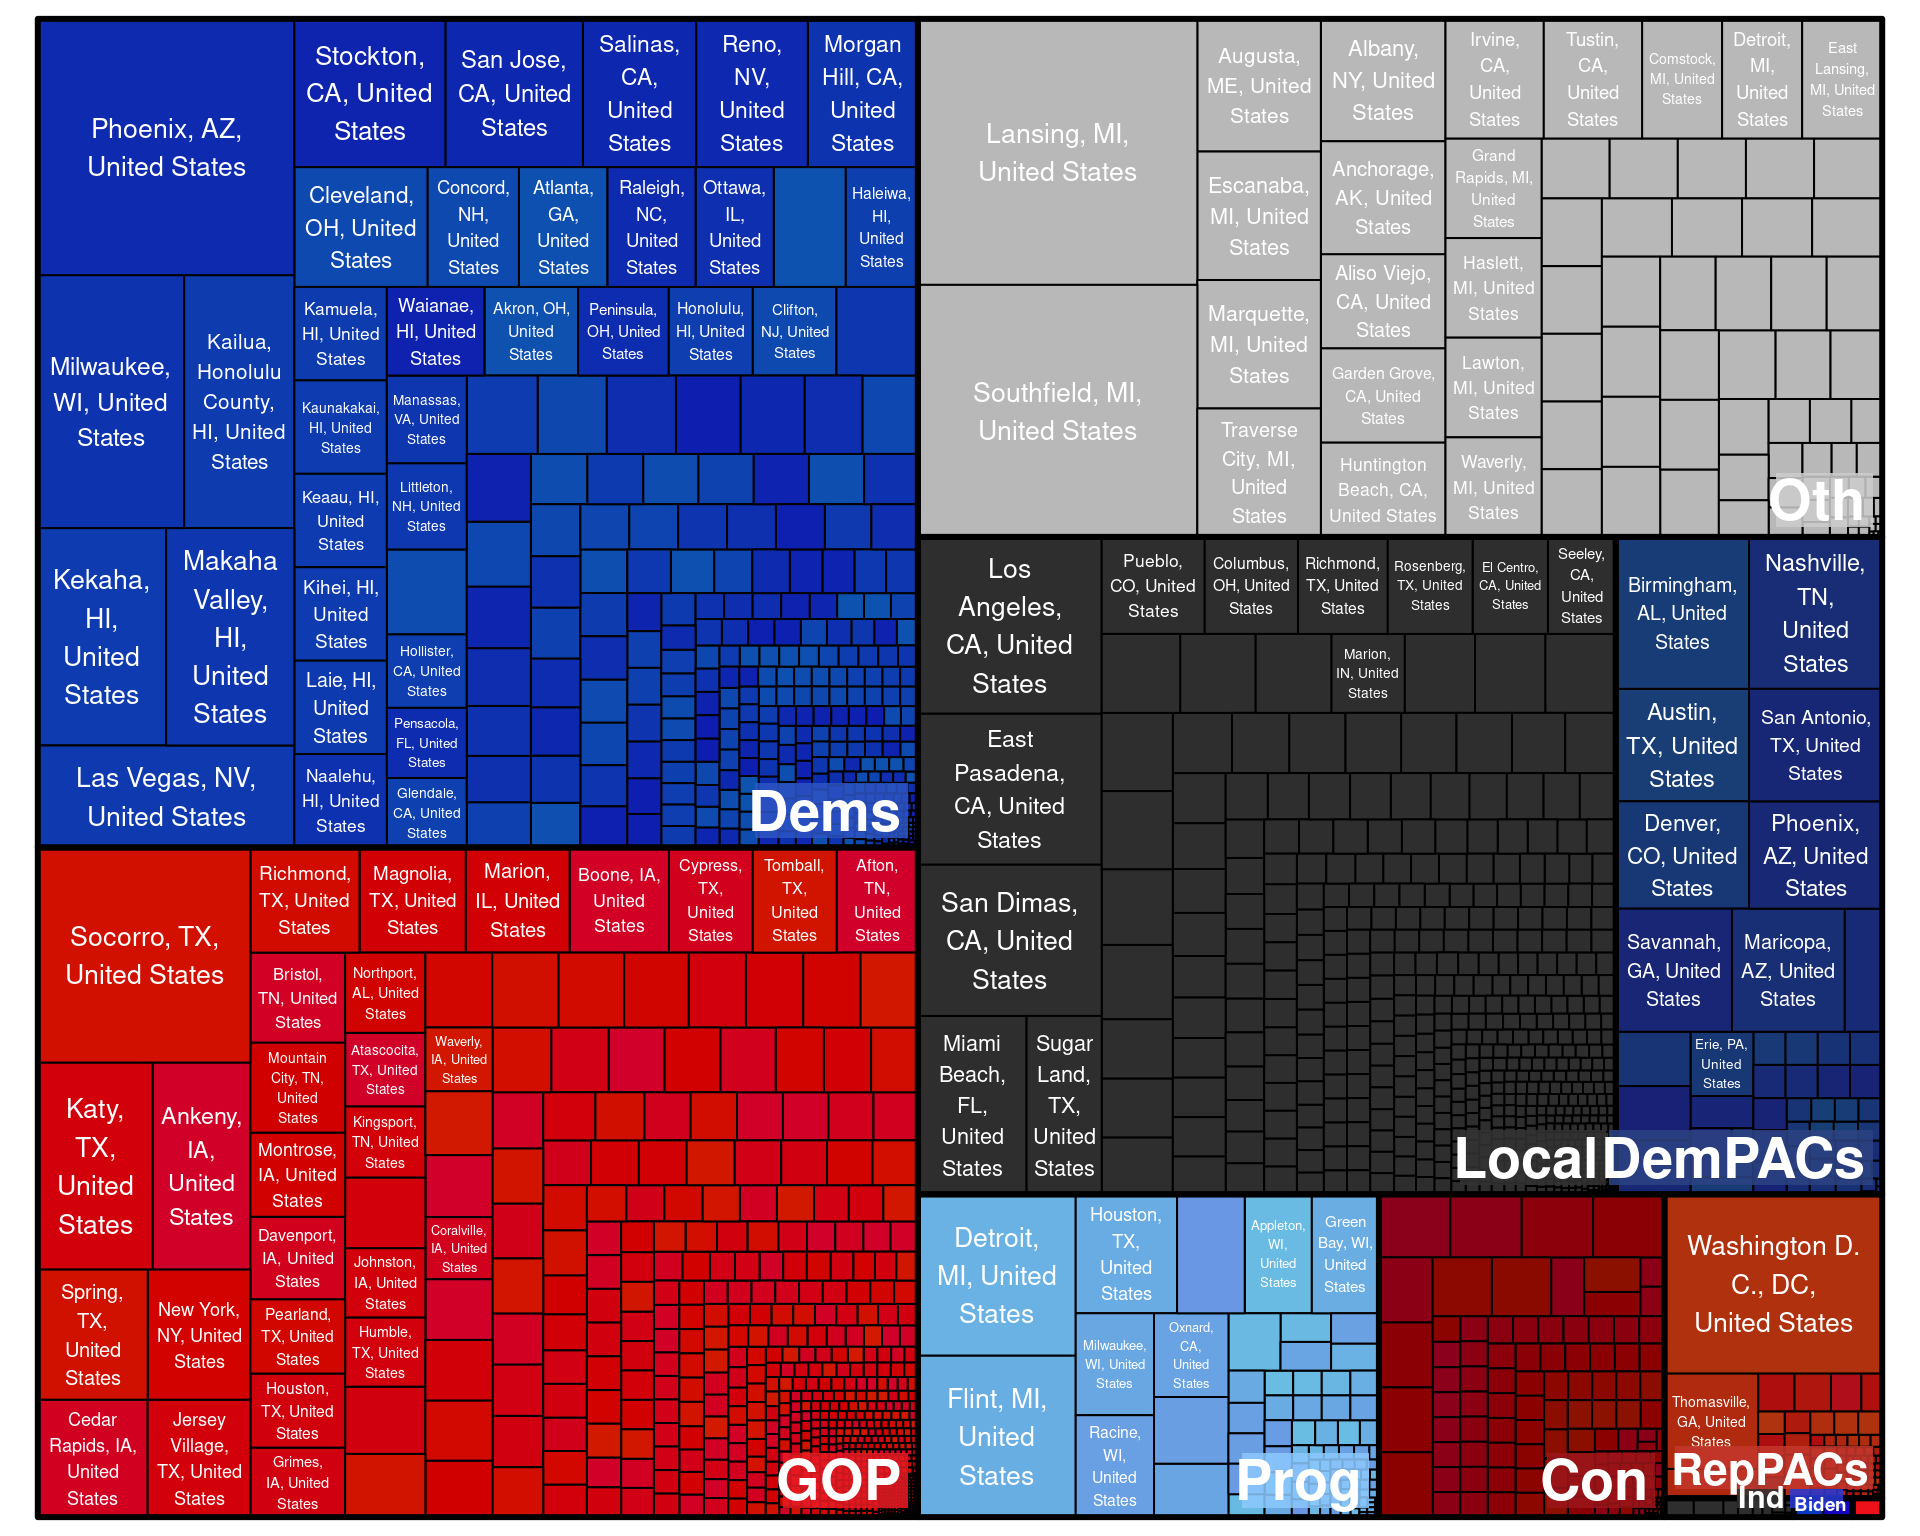 Phoenix, AZ,
United States
Stockton,
CA, United
States
San Jose,
CA, United
States
Salinas,
CA,
United
States
Reno,
NV,
United
States
Morgan
Hill, CA,
United
States
Cleveland,
OH, United
States
Concord,
NH,
United
States
Atlanta,
GA,
United
States
Raleigh,
NC,
United
States
Ottawa,
IL,
United
States
Haleiwa,
HI,
United
States
Milwaukee,
WI, United
States
Kailua,
Honolulu
County,
HI, United
States
Kamuela,
HI, United
States
Waianae,
HI, United
States
Akron, OH,
United
States
Peninsula,
OH, United
States
Honolulu,
HI, United
States
Clifton,
NJ, United
States
Kaunakakai,
HI, United
States
Manassas,
VA, United
States
Keaau, HI,
United
States
Littleton,
NH, United
States
Kekaha,
HI,
United
States
Makaha
Valley,
HI,
United
States
Kihei, HI,
United
States
Hollister,
CA, United
States
Laie, HI,
United
States
Pensacola,
FL, United
States
Las Vegas, NV,
United States
Naalehu,
HI, United
States
Glendale,
CA, United
States
Dems
Lansing, MI,
United States
Augusta,
ME, United
States
Albany,
NY, United
States
Irvine,
CA,
United
States
Tustin,
CA,
United
States
Comstock,
MI, United
States
Detroit,
MI,
United
States
East
Lansing,
MI, United
States
Escanaba,
MI, United
States
Anchorage,
AK, United
States
Grand
Rapids, MI,
United
States
Southfield, MI,
United States
Marquette,
MI, United
States
Aliso Viejo,
CA, United
States
Haslett,
MI, United
States
Garden Grove,
CA, United
States
Lawton,
MI, United
States
Traverse
City, MI,
United
States
Huntington
Beach, CA,
United States
Waverly,
MI, United
States
Oth
Los
Angeles,
CA, United
States
Pueblo,
CO, United
States
Columbus,
OH, United
States
Richmond,
TX, United
States
Rosenberg,
TX, United
States
El Centro,
CA, United
States
Seeley,
CA,
United
States
Marion,
IN, United
States
East
Pasadena,
CA, United
States
San Dimas,
CA, United
States
Miami
Beach,
FL,
United
States
Sugar
Land,
TX,
United
States
Local
Birmingham,
AL, United
States
Nashville,
TN,
United
States
Austin,
TX, United
States
San Antonio,
TX, United
States
Denver,
CO, United
States
Phoenix,
AZ, United
States
Savannah,
GA, United
States
Maricopa,
AZ, United
States
Erie, PA,
United
States
DemPACs
Socorro, TX,
United States
Richmond,
TX, United
States
Magnolia,
TX, United
States
Marion,
IL, United
States
Boone, IA,
United
States
Cypress,
TX,
United
States
Tomball,
TX,
United
States
Afton,
TN,
United
States
Bristol,
TN, United
States
Northport,
AL, United
States
Mountain
City, TN,
United
States
Atascocita,
TX, United
States
Waverly,
IA, United
States
Katy,
TX,
United
States
Ankeny,
IA,
United
States
Montrose,
IA, United
States
Kingsport,
TN, United
States
Davenport,
IA, United
States
Johnston,
IA, United
States
Coralville,
IA, United
States
Spring,
TX,
United
States
New York,
NY, United
States
Pearland,
TX, United
States
Humble,
TX, United
States
Houston,
TX, United
States
Cedar
Rapids, IA,
United
States
Jersey
Village,
TX, United
States
Grimes,
IA, United
States
GOP
Detroit,
MI, United
States
Houston,
TX,
United
States
Appleton,
WI,
United
States
Green
Bay, WI,
United
States
Milwaukee,
WI, United
States
Oxnard,
CA,
United
States
Flint, MI,
United
States
Racine,
WI,
United
States
Prog
Con
Washington D.
C., DC,
United States
Thomasville,
GA, United
States
RepPACs
Ind
Biden